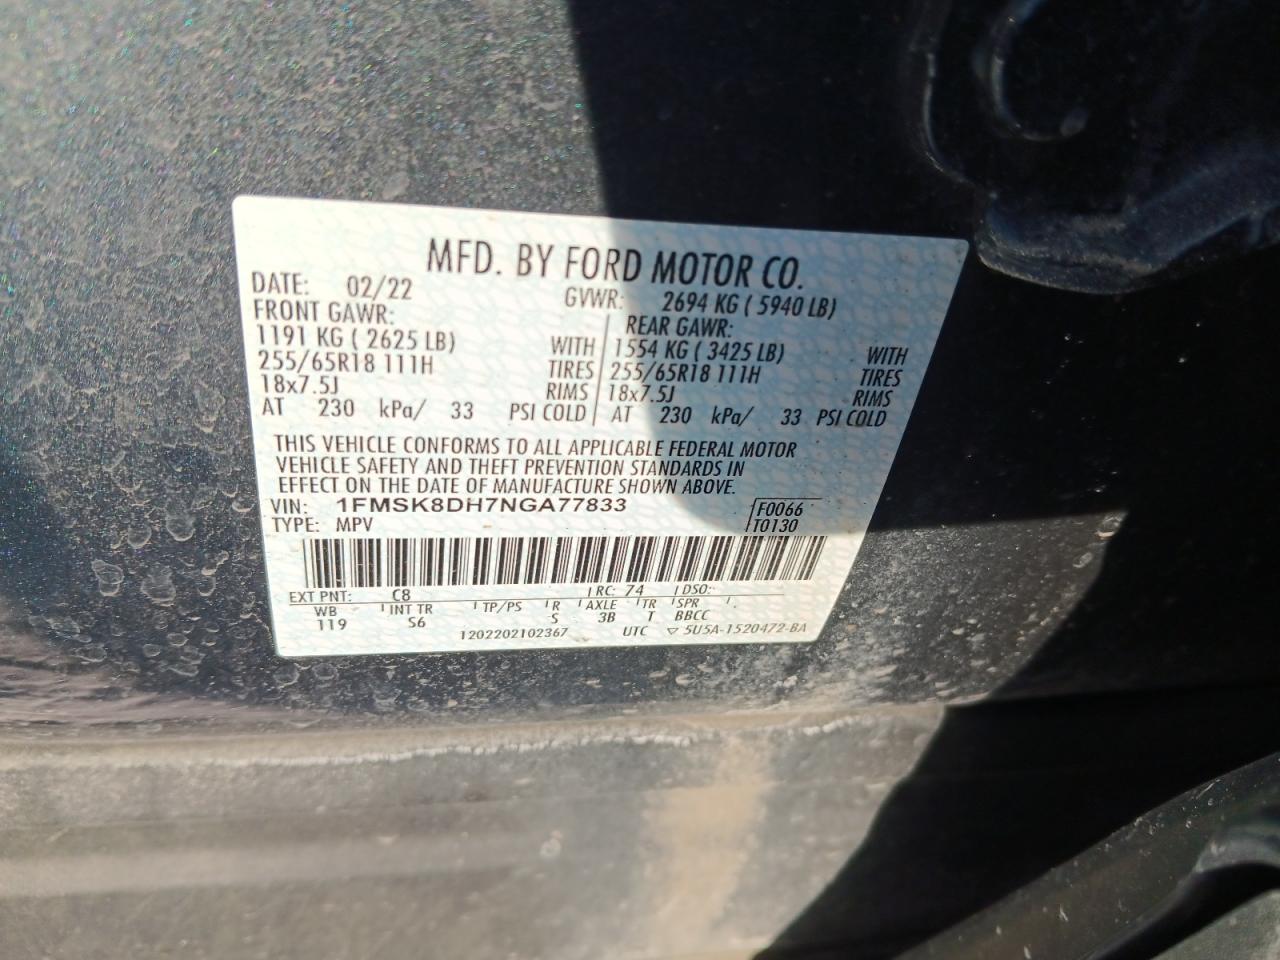 MFD. BY FORD MOTOR CO.
DATE: 02/22 GVWR: 2694 KG ( 5940 LB)
FRONT GAWR: REAR GAWR:
1191 KG ( 2625 LB) WITH 1554 KG ( 3425 LB) WITH
255/65R18 111H TIRES 255/65R18 111H TIRES
18x7.5J RIMS 18x7.5J RIMS
AT 230 kPa/ 33 PSI COLD AT 230 kPa/ 33 PSI COLD
THIS VEHICLE CONFORMS TO ALL APPLICABLE FEDERAL MOTOR
VEHICLE SAFETY AND THEFT PREVENTION STANDARDS IN
EFFECT ON THE DATE OF MANUFACTURE SHOWN ABOVE.
VIN: 1FMSK8DH7NGA77833 F0066
TYPE: MPV T0130
EXT PNT: C8 RC: 74 DSO:
WB INT TR TP/PS R AXLE TR SPR
119 S6 S 3B T BBCC
1202202102367 UTC ▽ 5U5A-1520472-BA